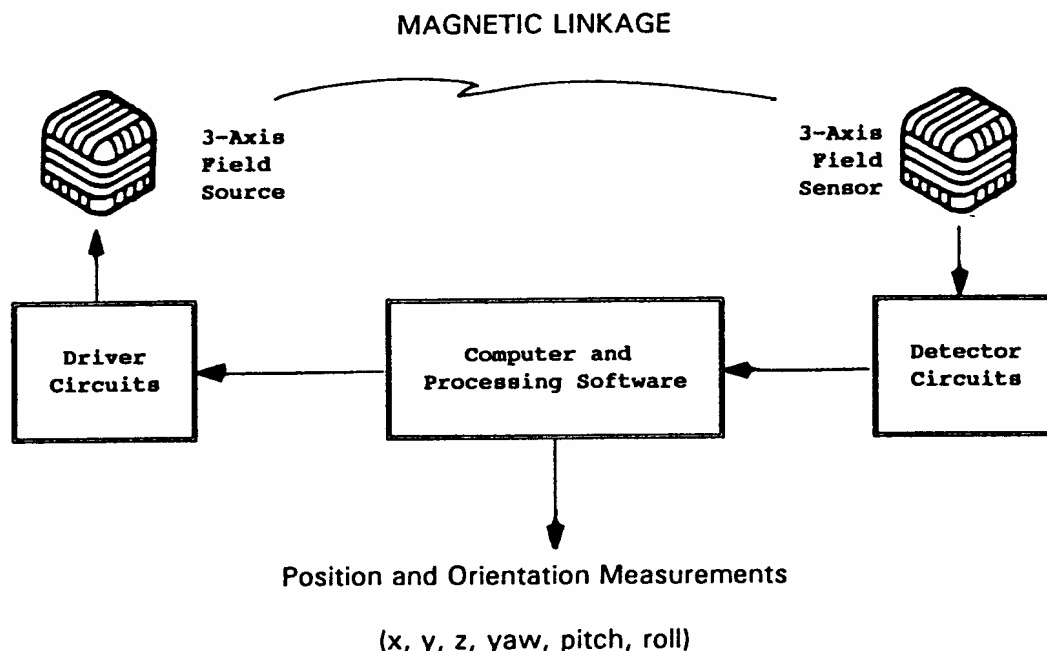 MAGNETIC LINKAGE
3-Axis
Field
Source
3-Axis
Field
Sensor
Driver
Circuits
Computer and
Processing Software
Detector
Circuits
Position and Orientation Measurements
(x, y, z, yaw, pitch, roll)